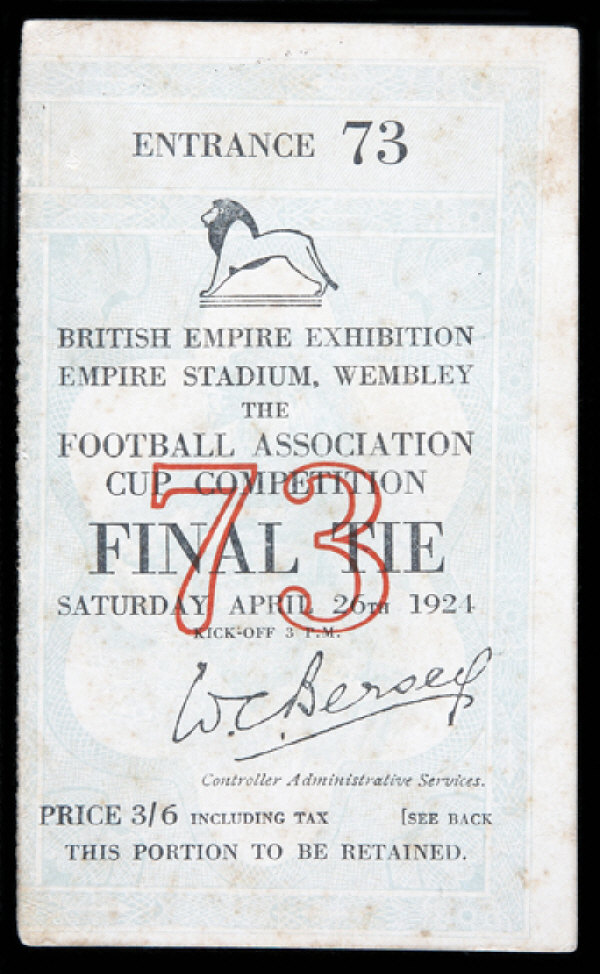 ENTRANCE 73
BRITISH EMPIRE EXHIBITION
EMPIRE STADIUM, WEMBLEY
THE
FOOTBALL ASSOCIATION
CUP COMPETITION
73
FINAL TIE
SATURDAY APRIL 26TH 1924
KICK-OFF 3 P.M.
W.C. Bersey
Controller Administrative Services.
PRICE 3/6 INCLUDING TAX [SEE BACK
THIS PORTION TO BE RETAINED.